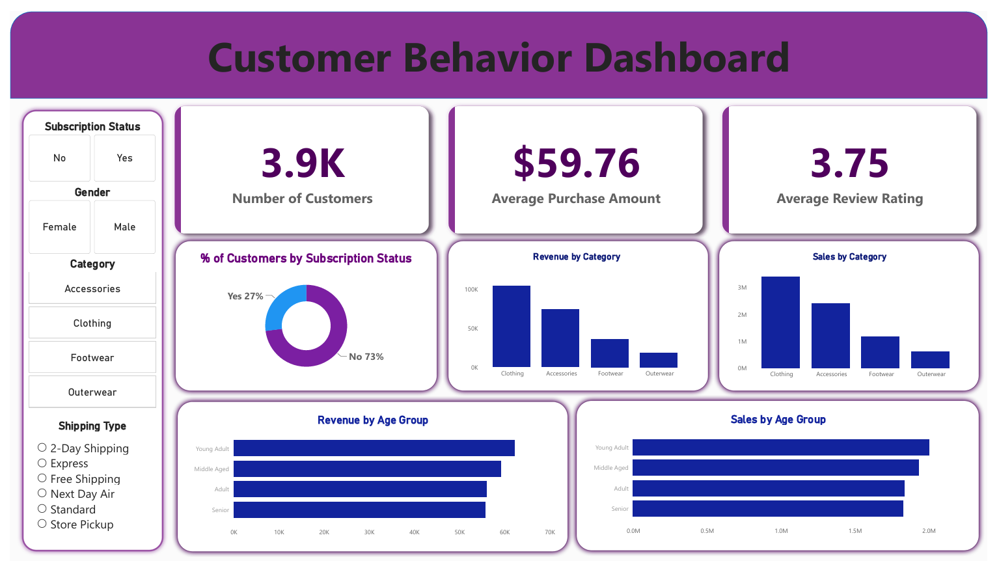 Customer Behavior Dashboard
Subscription Status
No Yes
Gender
Female Male
Category
Accessories
Clothing
Footwear
Outerwear
Shipping Type
2-Day Shipping
Express
Free Shipping
Next Day Air
Standard
Store Pickup
3.9K
Number of Customers
$59.76
Average Purchase Amount
3.75
Average Review Rating
% of Customers by Subscription Status
Yes 27%
No 73%
Revenue by Category
100K
50K
0K
Clothing Accessories Footwear Outerwear
Sales by Category
3M
2M
1M
0M
Clothing Accessories Footwear Outerwear
Revenue by Age Group
Young Adult
Middle Aged
Adult
Senior
0K 10K 20K 30K 40K 50K 60K 70K
Sales by Age Group
Young Adult
Middle Aged
Adult
Senior
0.0M 0.5M 1.0M 1.5M 2.0M